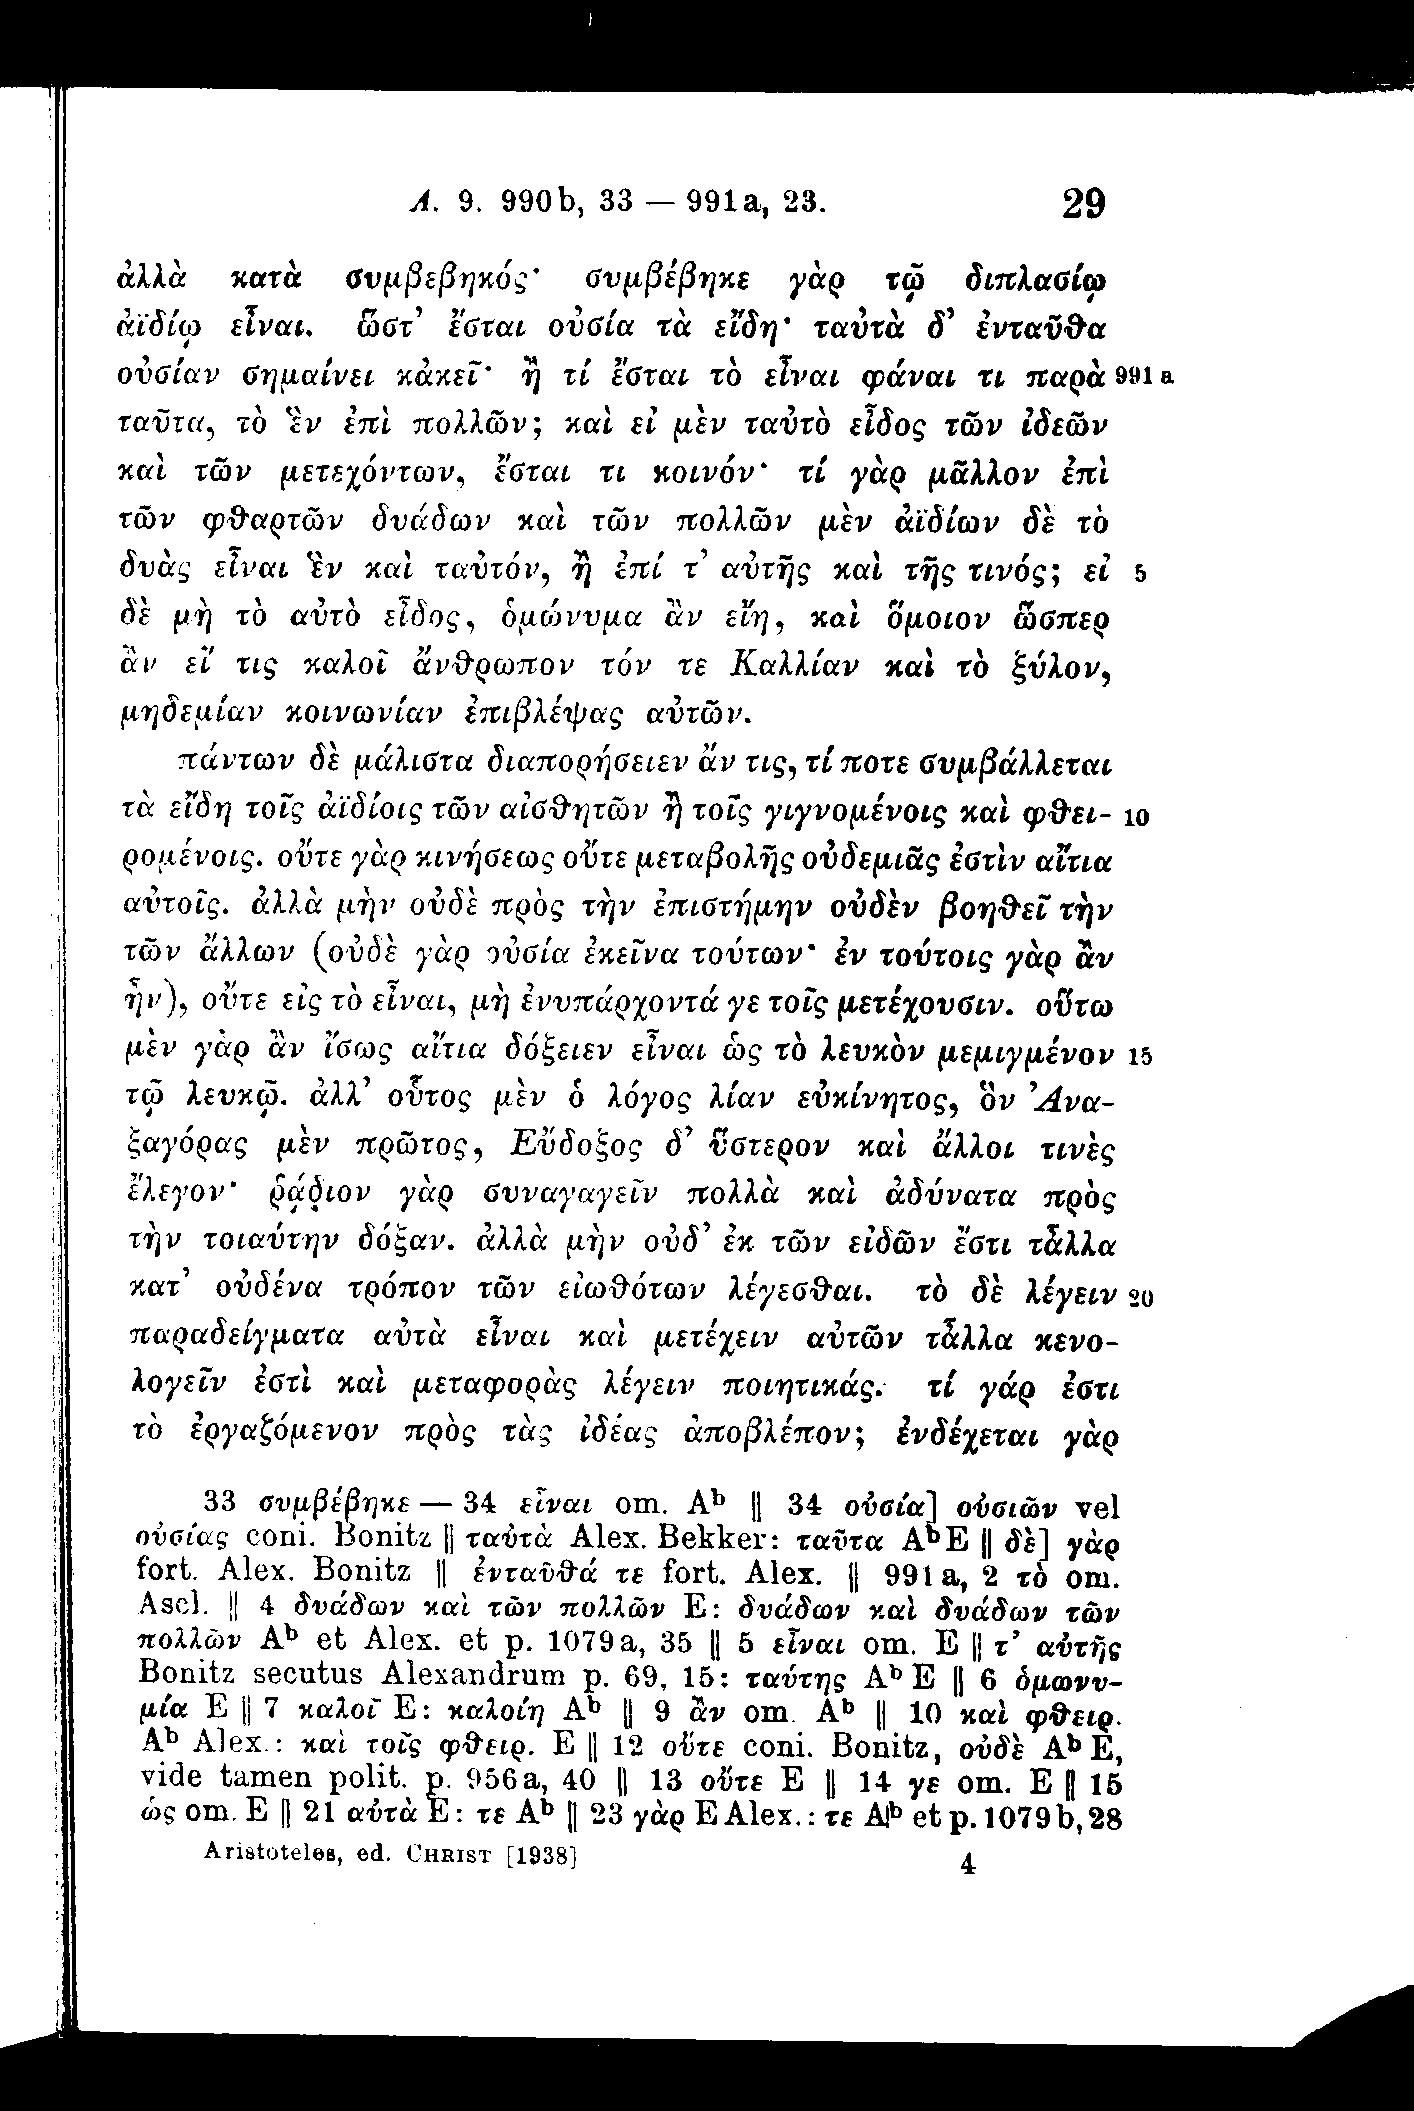 Α. 9. 990b, 33 — 991a, 23. 29
ἀλλὰ κατὰ συμβεβηκός· συμβέβηκε γὰρ τῷ διπλασίῳ
ἀϊδίῳ εἶναι. ὥστ’ ἔσται οὐσία τὰ εἴδη· ταὐτὰ δ’ ἐνταῦθα
οὐσίαν σημαίνει κἀκεῖ· ἢ τί ἔσται τὸ εἶναι φάναι τι παρὰ 991 a
ταῦτα, τὸ ἓν ἐπὶ πολλῶν; καὶ εἰ μὲν ταὐτὸ εἶδος τῶν ἰδεῶν
καὶ τῶν μετεχόντων, ἔσται τι κοινόν· τί γὰρ μᾶλλον ἐπὶ
τῶν φθαρτῶν δυάδων καὶ τῶν πολλῶν μὲν ἀϊδίων δὲ τὸ
δυὰς εἶναι ἓν καὶ ταὐτόν, ἢ ἐπί τ’ αὐτῆς καὶ τῆς τινός; εἰ 5
δὲ μὴ τὸ αὐτὸ εἶδος, ὁμώνυμα ἂν εἴη, καὶ ὅμοιον ὥσπερ
ἂν εἴ τις καλοῖ ἄνθρωπον τόν τε Καλλίαν καὶ τὸ ξύλον,
μηδεμίαν κοινωνίαν ἐπιβλέψας αὐτῶν.
πάντων δὲ μάλιστα διαπορήσειεν ἄν τις, τί ποτε συμβάλλεται
τὰ εἴδη τοῖς ἀϊδίοις τῶν αἰσθητῶν ἢ τοῖς γιγνομένοις καὶ φθει- 10
ρομένοις. οὔτε γὰρ κινήσεως οὔτε μεταβολῆς οὐδεμιᾶς ἐστὶν αἴτια
αὐτοῖς. ἀλλὰ μὴν οὐδὲ πρὸς τὴν ἐπιστήμην οὐδὲν βοηθεῖ τὴν
τῶν ἄλλων (οὐδὲ γὰρ οὐσία ἐκεῖνα τούτων· ἐν τούτοις γὰρ ἂν
ἦν), οὔτε εἰς τὸ εἶναι, μὴ ἐνυπάρχοντά γε τοῖς μετέχουσιν. οὕτω
μὲν γὰρ ἂν ἴσως αἴτια δόξειεν εἶναι ὡς τὸ λευκὸν μεμιγμένον 15
τῷ λευκῷ. ἀλλ’ οὗτος μὲν ὁ λόγος λίαν εὐκίνητος, ὃν Ἀνα-
ξαγόρας μὲν πρῶτος, Εὔδοξος δ’ ὕστερον καὶ ἄλλοι τινὲς
ἔλεγον· ῥᾴδιον γὰρ συναγαγεῖν πολλὰ καὶ ἀδύνατα πρὸς
τὴν τοιαύτην δόξαν. ἀλλὰ μὴν οὐδ’ ἐκ τῶν εἰδῶν ἔστι τἆλλα
κατ’ οὐδένα τρόπον τῶν εἰωθότων λέγεσθαι. τὸ δὲ λέγειν 20
παραδείγματα αὐτὰ εἶναι καὶ μετέχειν αὐτῶν τἆλλα κενο-
λογεῖν ἐστὶ καὶ μεταφορὰς λέγειν ποιητικάς. τί γάρ ἐστι
τὸ ἐργαζόμενον πρὸς τὰς ἰδέας ἀποβλέπον; ἐνδέχεται γὰρ
33 συμβέβηκε — 34 εἶναι om. Aᵇ ‖ 34 οὐσία] οὐσιῶν vel
οὐσίας coni. Bonitz ‖ ταὐτὰ Alex. Bekker: ταῦτα AᵇE ‖ δὲ] γὰρ
fort. Alex. Bonitz ‖ ἐνταῦθά τε fort. Alex. ‖ 991 a, 2 τὸ om.
Ascl. ‖ 4 δυάδων καὶ τῶν πολλῶν E: δυάδων καὶ δυάδων τῶν
πολλῶν Aᵇ et Alex. et p. 1079a, 35 ‖ 5 εἶναι om. E ‖ τ’ αὐτῆς
Bonitz secutus Alexandrum p. 69, 15: ταύτης Aᵇ E ‖ 6 ὁμωνυ-
μία E ‖ 7 καλοῖ E: καλοίη Aᵇ ‖ 9 ἂν om. Aᵇ ‖ 10 καὶ φθειρ.
Aᵇ Alex.: καὶ τοῖς φθειρ. E ‖ 12 οὔτε coni. Bonitz, οὐδὲ Aᵇ E,
vide tamen polit. p. 956a, 40 ‖ 13 οὔτε E ‖ 14 γε om. E ‖ 15
ὡς om. E ‖ 21 αὐτὰ E: τε Aᵇ ‖ 23 γὰρ E Alex.: τε Aᵇ et p. 1079b, 28
Aristoteles, ed. CHRIST [1938] 4